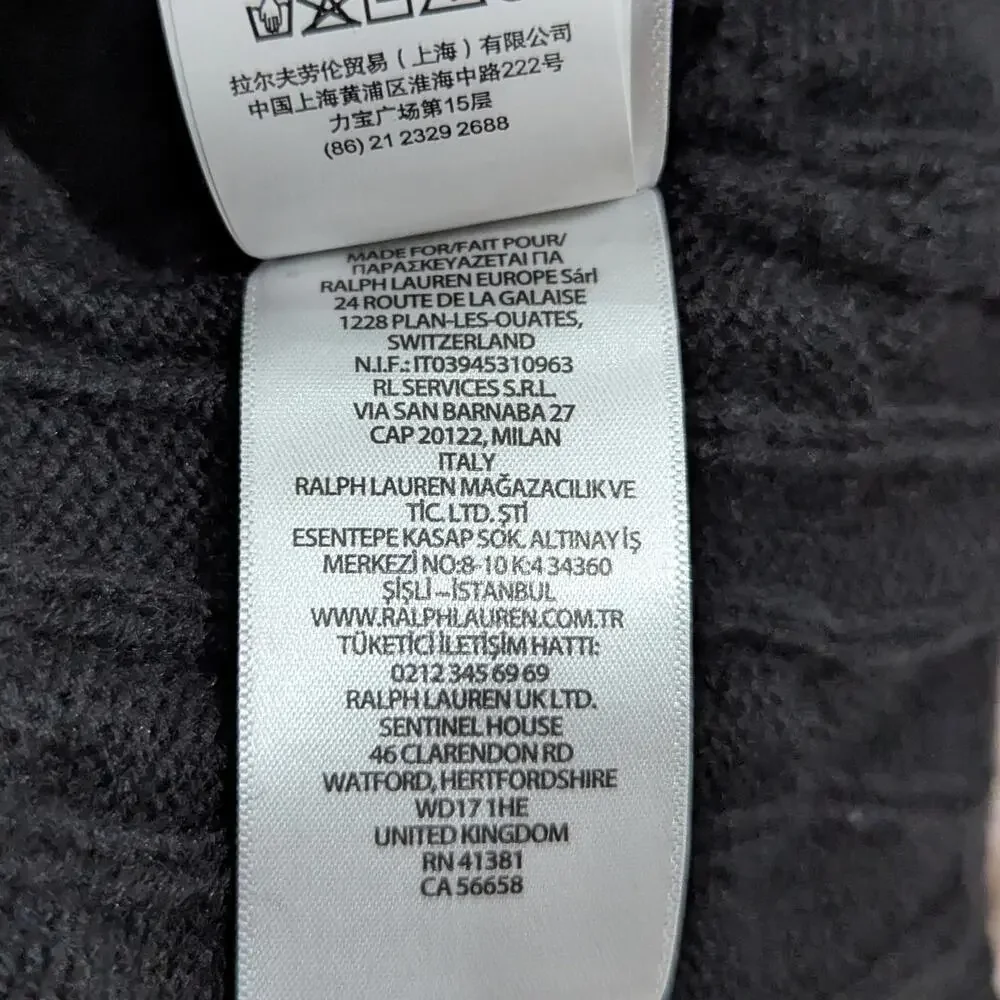 拉尔夫劳伦贸易（上海）有限公司
中国上海黄浦区淮海中路222号
力宝广场第15层
(86) 21 2329 2688
MADE FOR/FAIT POUR/
ΠΑΡΑΣΚΕΥΑΖΕΤΑΙ ΓΙΑ
RALPH LAUREN EUROPE Sárl
24 ROUTE DE LA GALAISE
1228 PLAN-LES-OUATES,
SWITZERLAND
N.I.F.: IT03945310963
RL SERVICES S.R.L.
VIA SAN BARNABA 27
CAP 20122, MILAN
ITALY
RALPH LAUREN MAĞAZACILIK VE
TİC. LTD. ŞTİ
ESENTEPE KASAP SOK. ALTINAY İŞ
MERKEZİ NO:8-10 K:4 34360
ŞİŞLİ – İSTANBUL
WWW.RALPHLAUREN.COM.TR
TÜKETİCİ İLETİŞİM HATTI:
0212 345 69 69
RALPH LAUREN UK LTD.
SENTINEL HOUSE
46 CLARENDON RD
WATFORD, HERTFORDSHIRE
WD17 1HE
UNITED KINGDOM
RN 41381
CA 56658